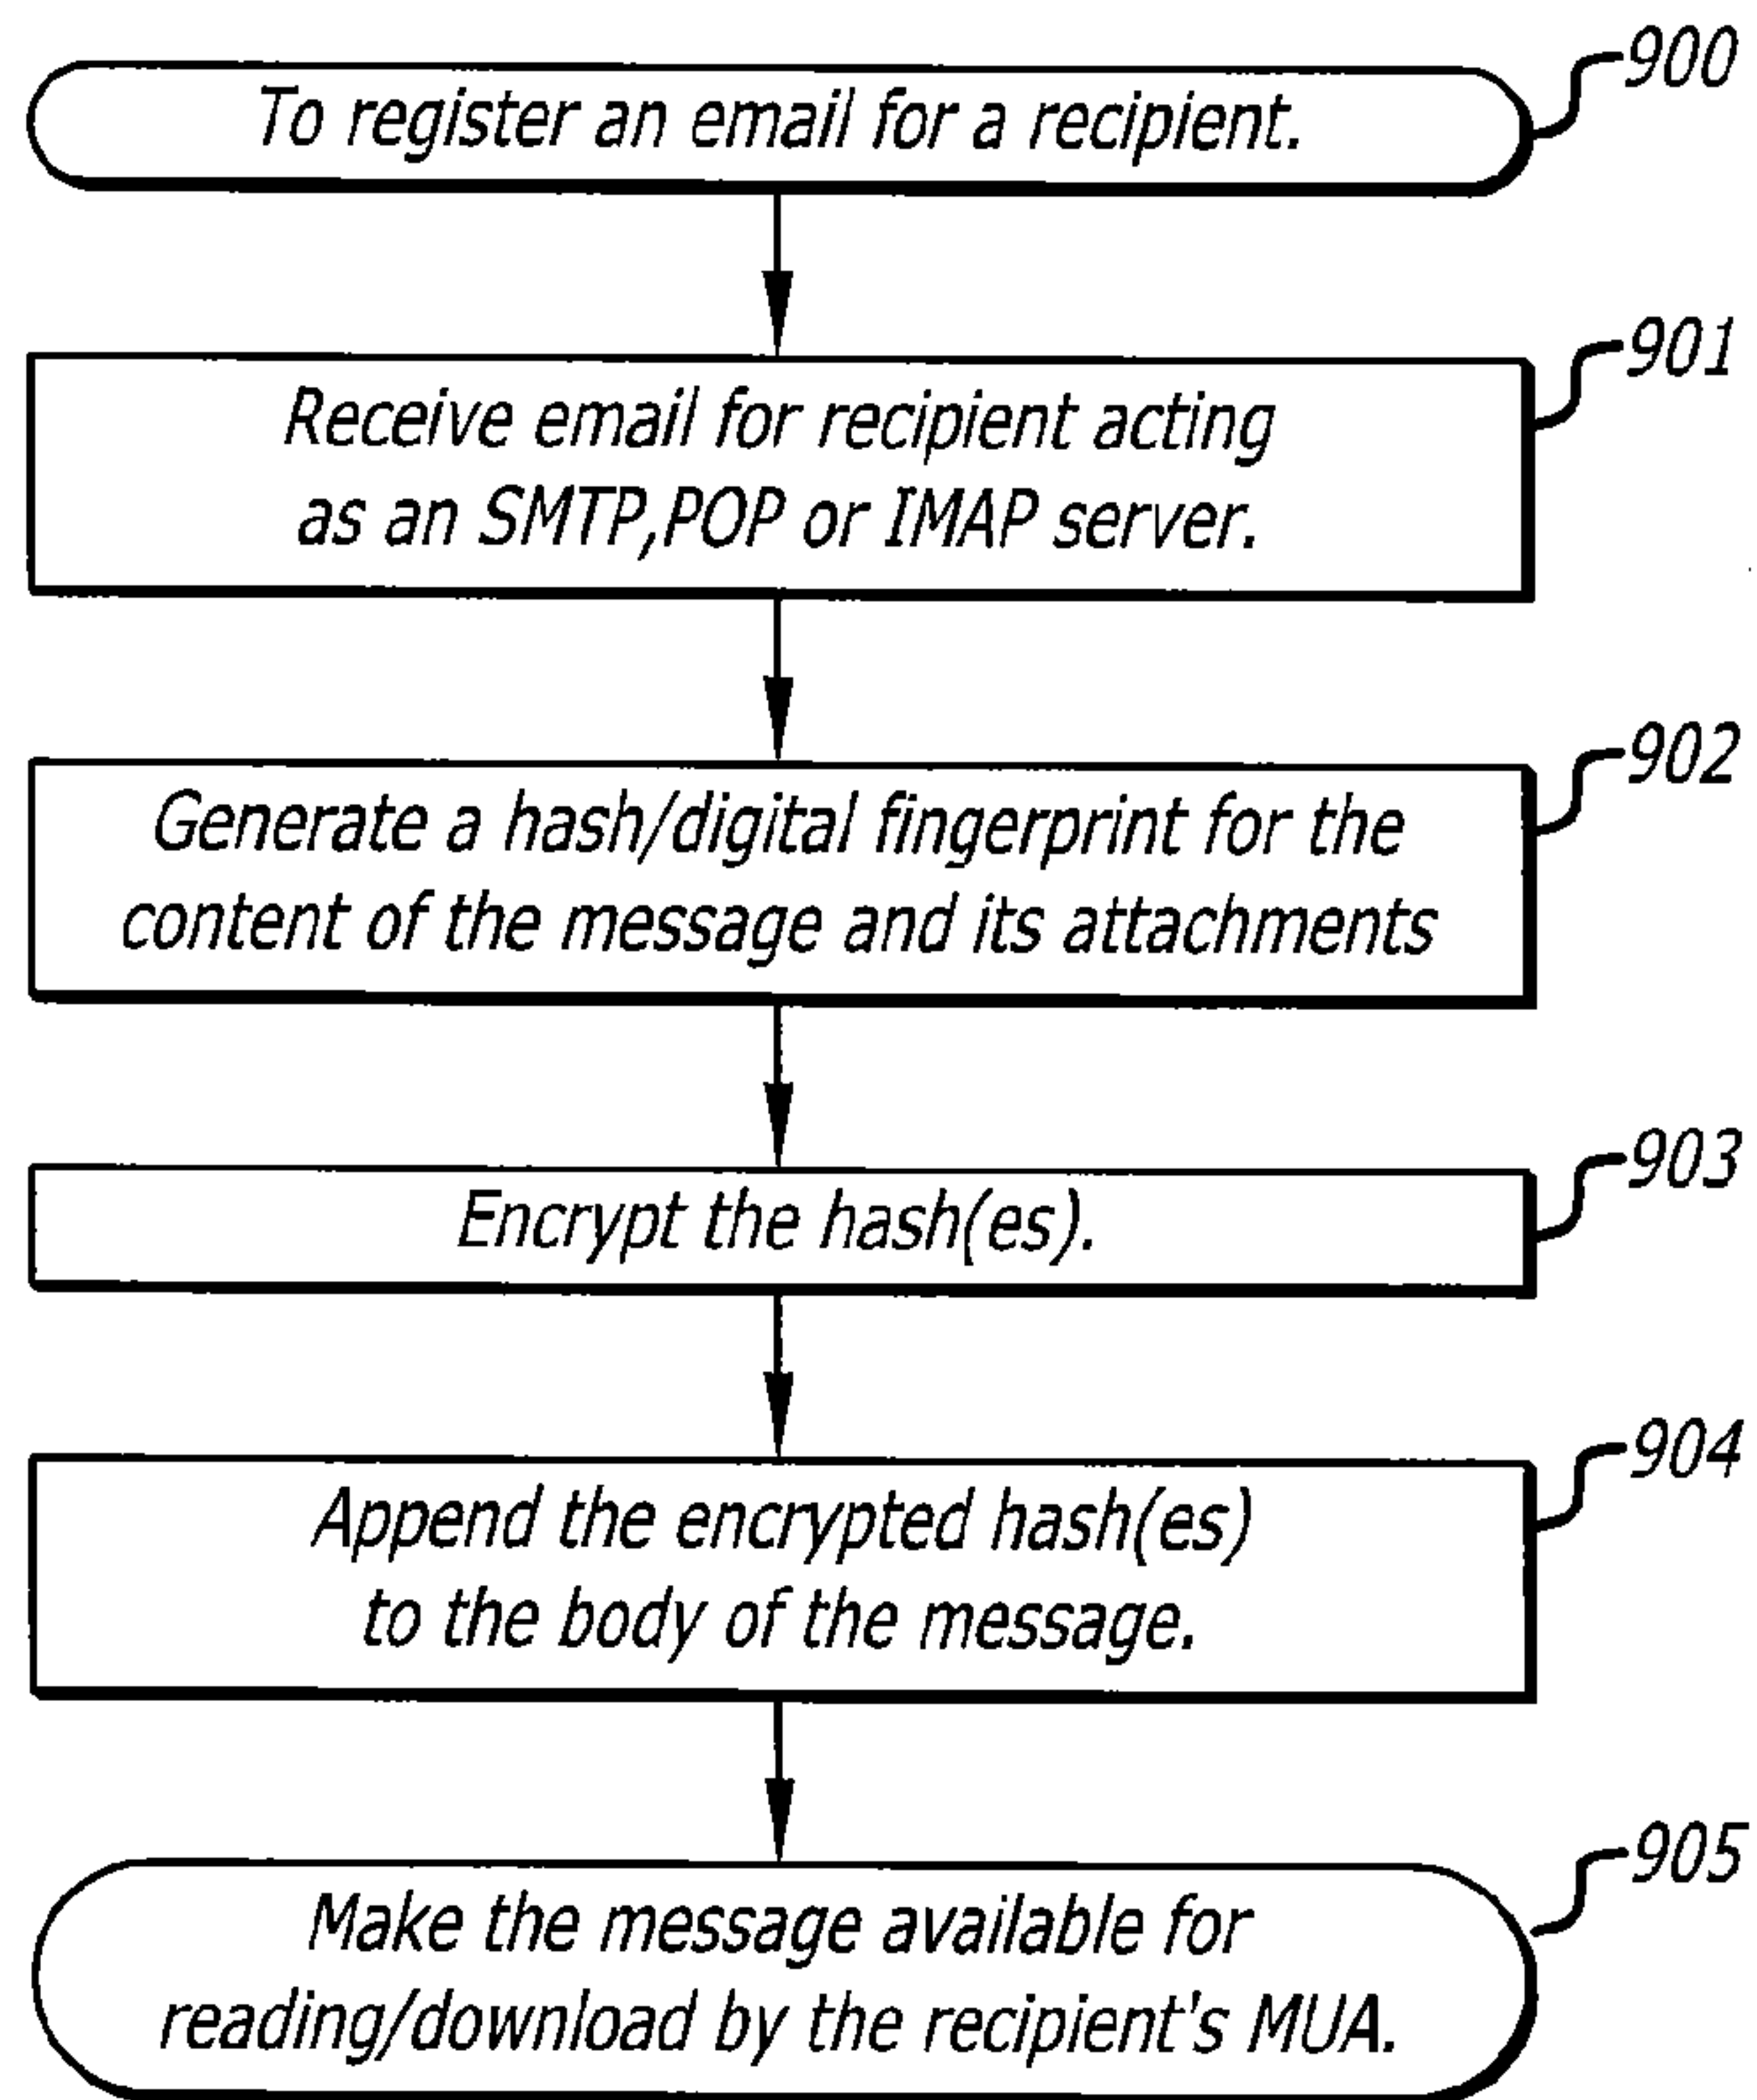 900
To register an email for a recipient.
901
Receive email for recipient acting
as an SMTP,POP or IMAP server.
902
Generate a hash/digital fingerprint for the
content of the message and its attachments
903
Encrypt the hash(es).
904
Append the encrypted hash(es)
to the body of the message.
905
Make the message available for
reading/download by the recipient's MUA.